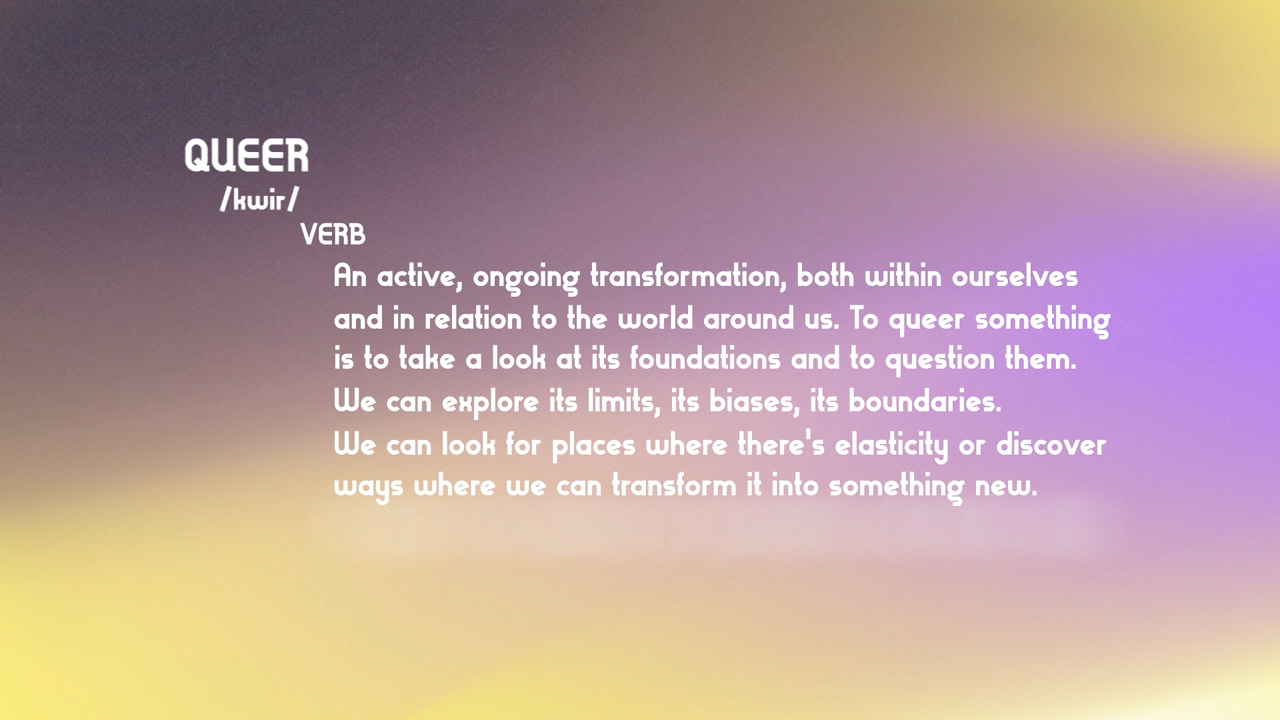 QUEER
/kwir/
VERB
An active, ongoing transformation, both within ourselves
and in relation to the world around us. To queer something
is to take a look at its foundations and to question them.
We can explore its limits, its biases, its boundaries.
We can look for places where there's elasticity or discover
ways where we can transform it into something new.